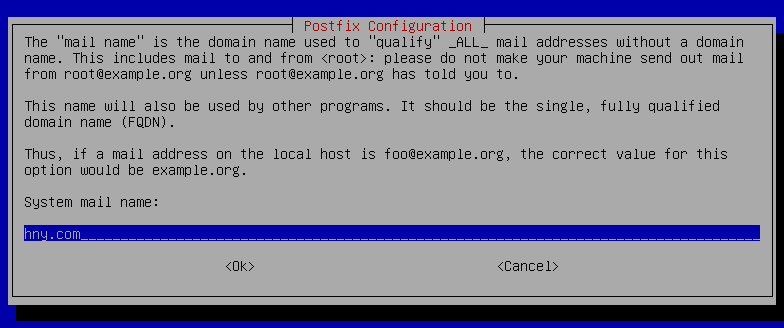 Postfix Configuration
The "mail name" is the domain name used to "qualify" _ALL_ mail addresses without a domain
name. This includes mail to and from <root>: please do not make your machine send out mail
from root@example.org unless root@example.org has told you to.
This name will also be used by other programs. It should be the single, fully qualified
domain name (FQDN).
Thus, if a mail address on the local host is foo@example.org, the correct value for this
option would be example.org.
System mail name:
hny.com
<Ok> <Cancel>